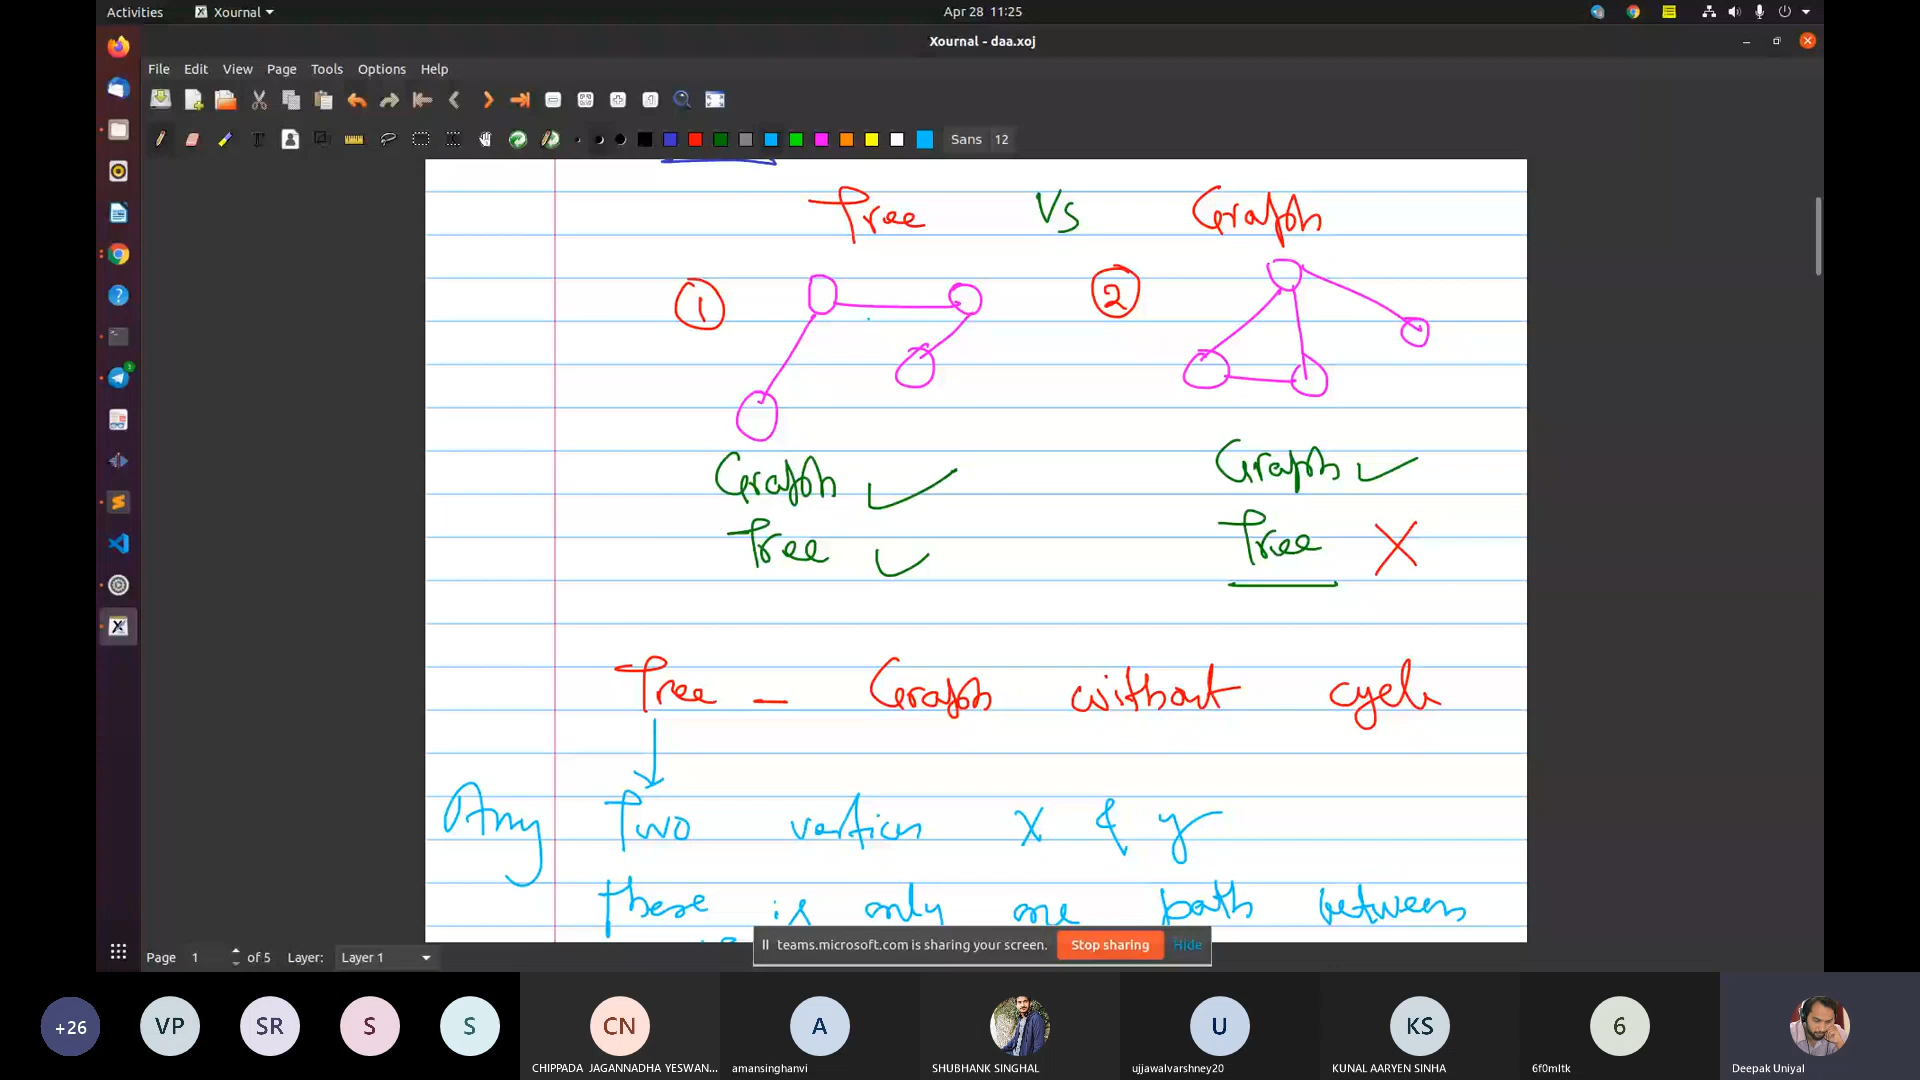 Activities Xournal Apr 28 11:25
Xournal - daa.xoj
File Edit View Page Tools Options Help
Sans 12
Tree Vs Graph
1 2
Graph Graph
Tree Tree
Tree - Graph without cycle
Any Two vertices x & y
there is only one path between
teams.microsoft.com is sharing your screen. Stop sharing Hide
Page 1 of 5 Layer: Layer 1
+26 VP SR S S CN A U KS 6
CHIPPADA JAGANNADHA YESWAN... amansinghanvi SHUBHANK SINGHAL ujjawalvarshney20 KUNAL AARYEN SINHA 6f0mltk Deepak Uniyal